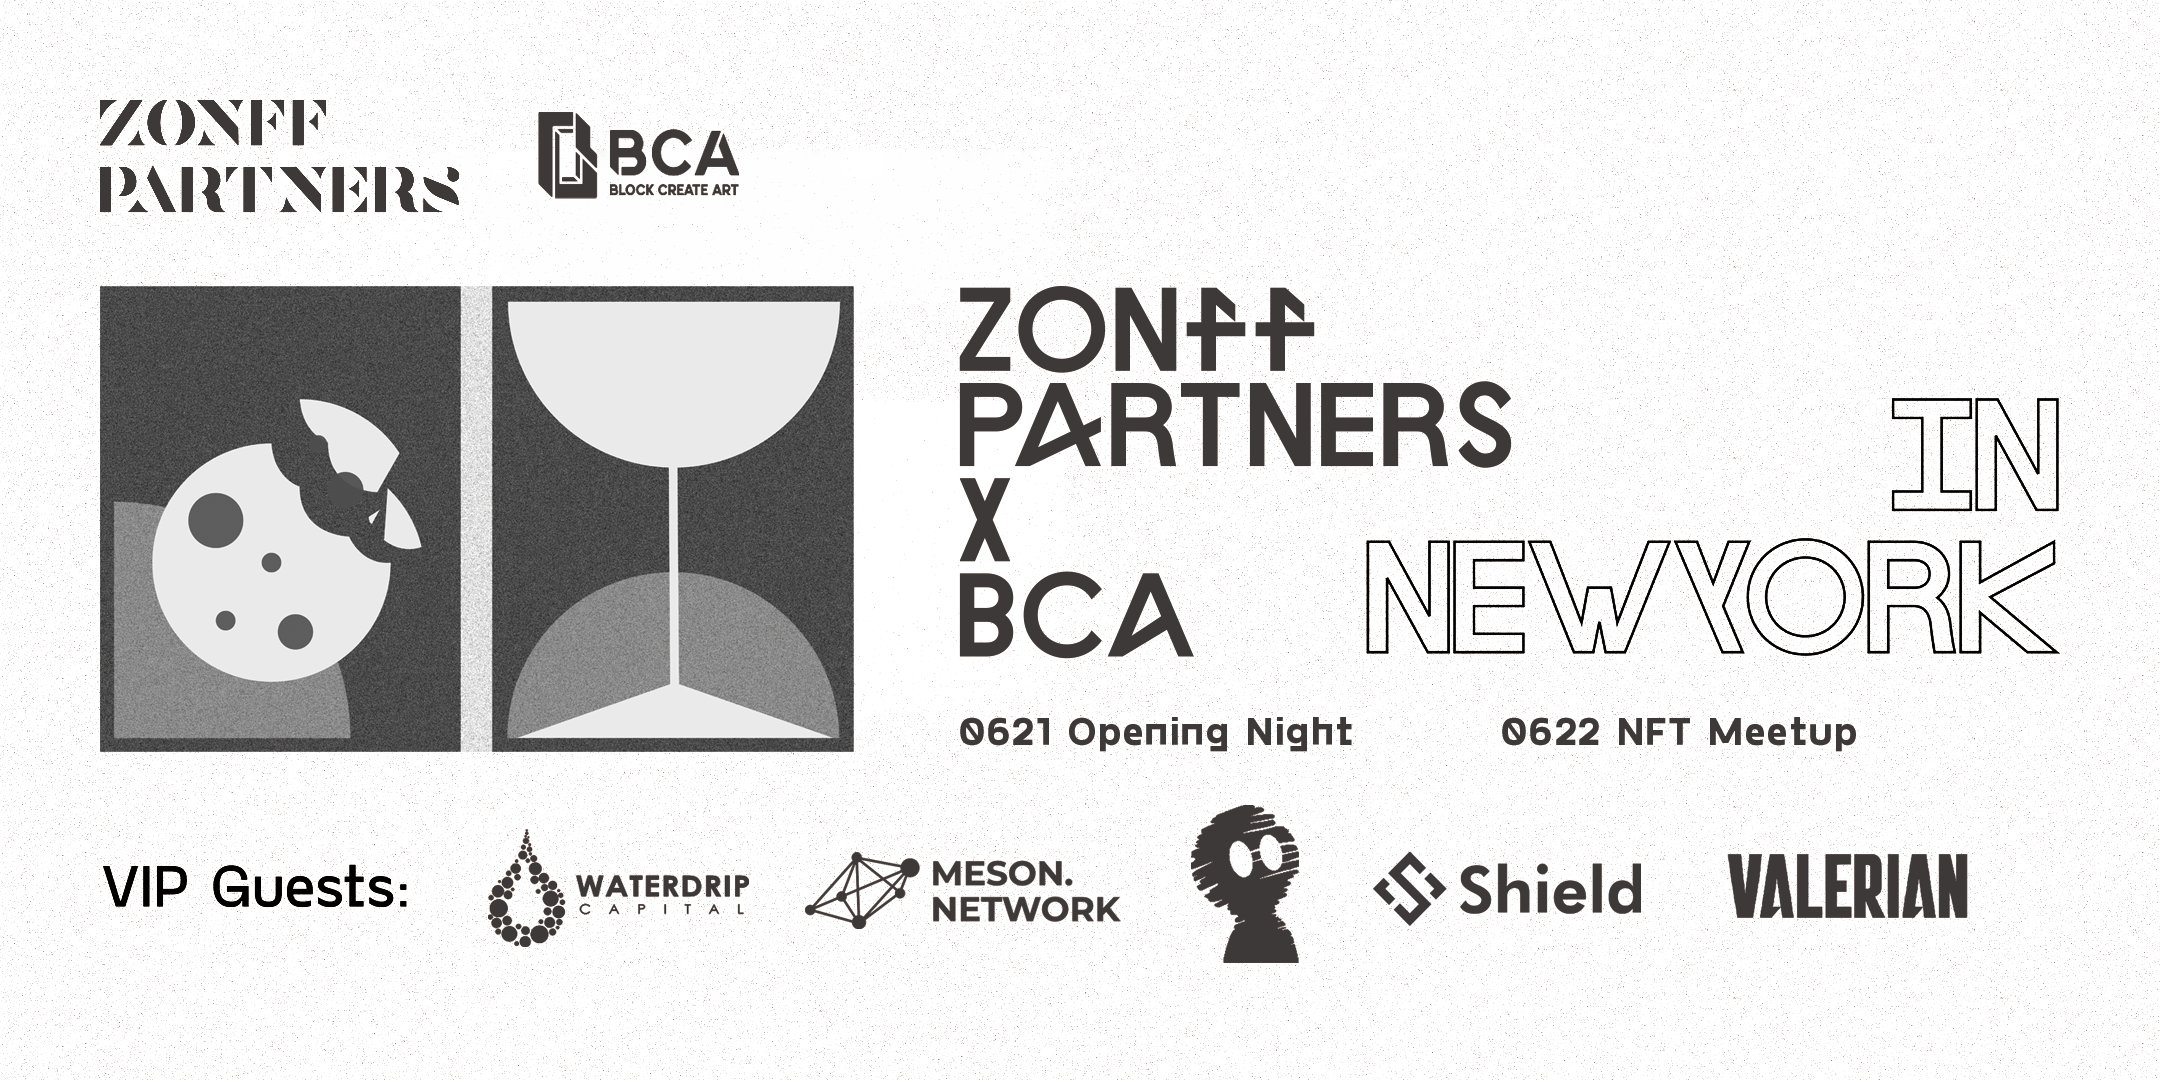 ZONFF
PARTNERS
BCA
BLOCK CREATE ART
ZONff
PARTNERS
X
BCA
IN
NEWYORK
0621 Opening Night
0622 NFT Meetup
VIP Guests:
WATERDRIP
CAPITAL
MESON.
NETWORK
Shield
VALERIAN